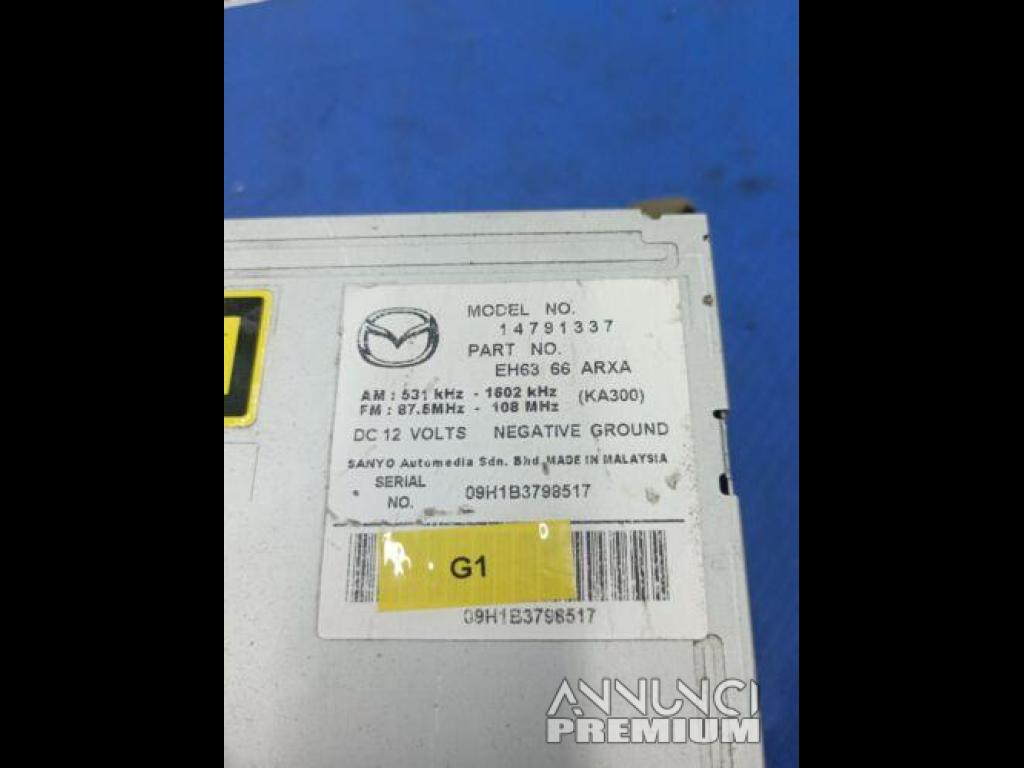 MODEL NO.
14791337
PART NO.
EH63 66 ARXA
AM : 531 kHz - 1602 kHz (KA300)
FM : 87.5MHz - 108 MHz
DC 12 VOLTS NEGATIVE GROUND
SANYO Automedia Sdn. Bhd. MADE IN MALAYSIA
SERIAL NO. 09H1B3798517
G1
09H1B3798517
ANNUNCI
PREMIUM